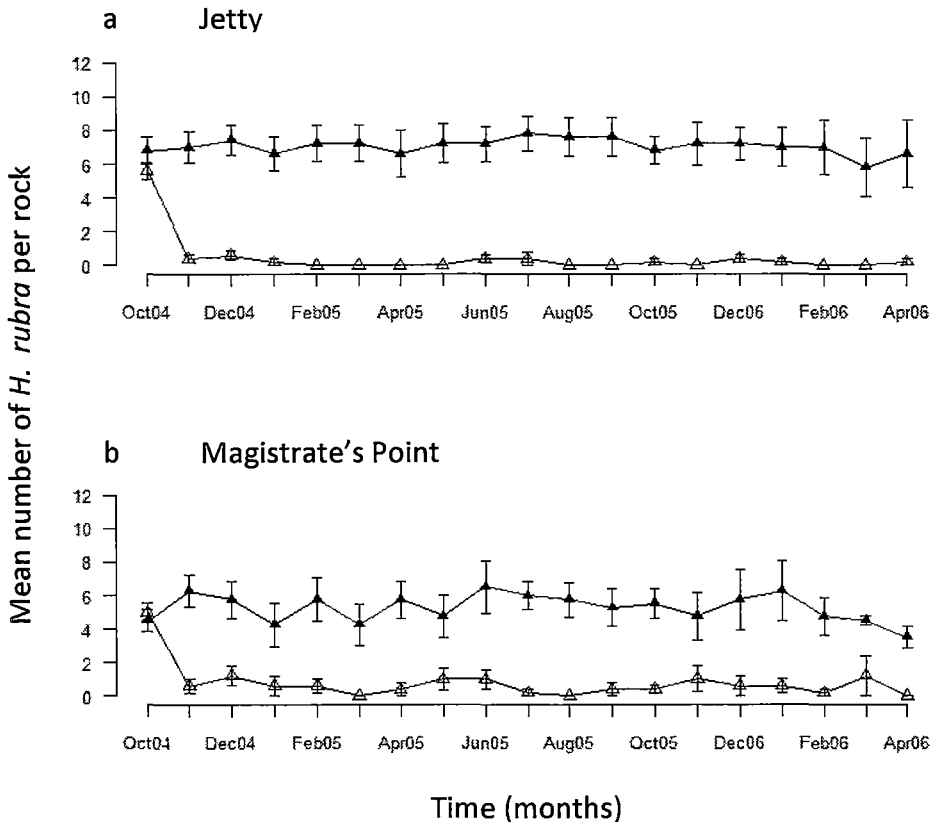 a Jetty
12
10
8
6
4
2
0
Oct04 Dec04 Feb05 Apr05 Jun05 Aug05 Oct05 Dec06 Feb06 Apr06
Mean number of H. rubra per rock
b Magistrate's Point
12
10
8
6
4
2
0
Oct04 Dec04 Feb05 Apr05 Jun05 Aug05 Oct05 Dec06 Feb06 Apr06
Time (months)